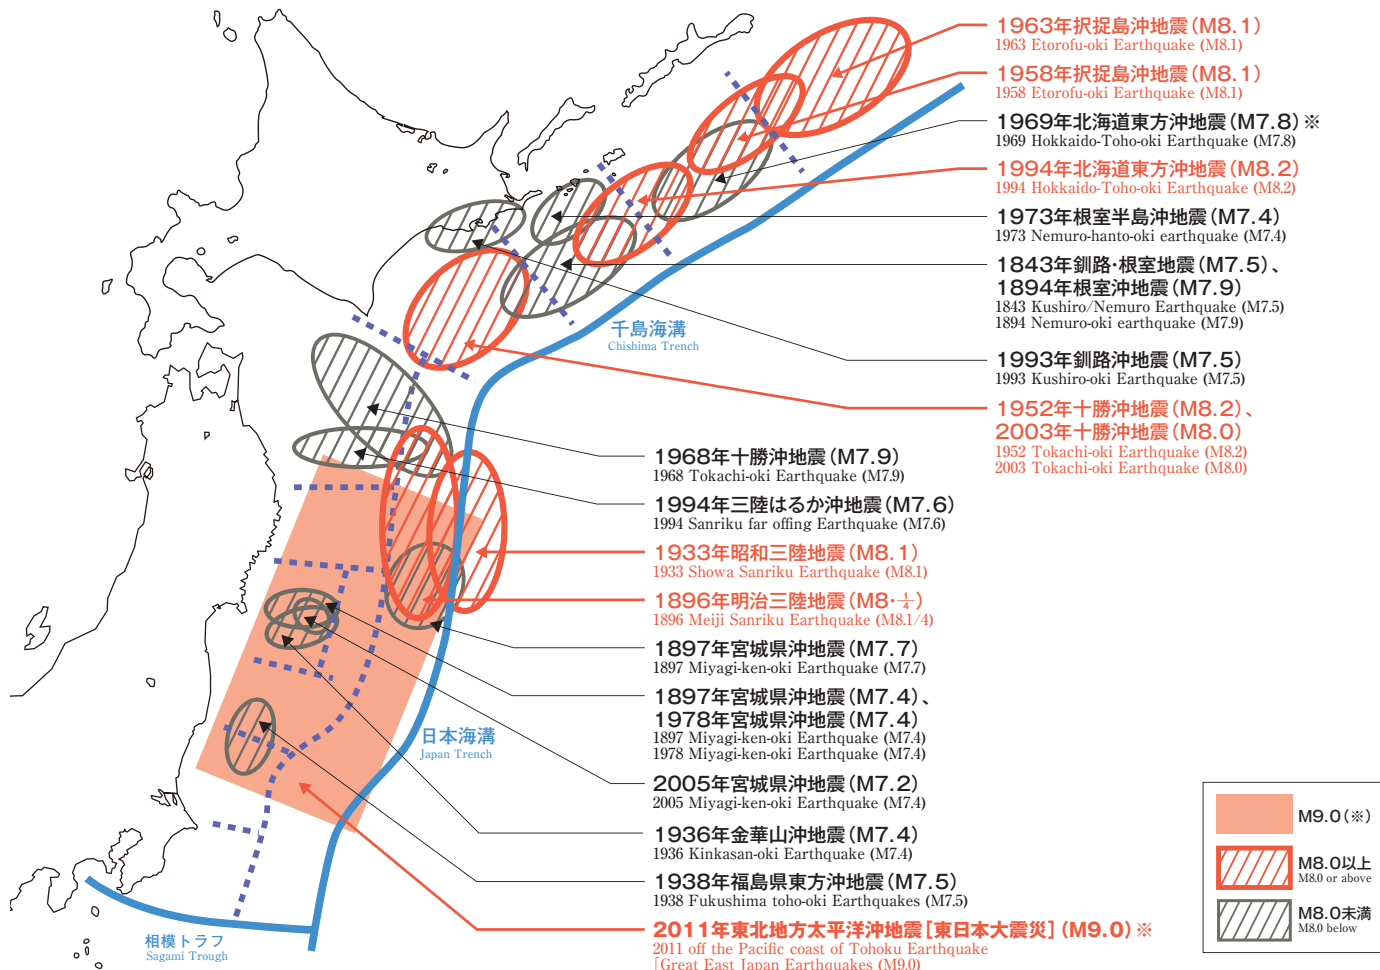 1963年択捉島沖地震(M8.1)
1963 Etorofu-oki Earthquake (M8.1)
1958年択捉島沖地震(M8.1)
1958 Etorofu-oki Earthquake (M8.1)
1969年北海道東方沖地震(M7.8)※
1969 Hokkaido-Toho-oki Earthquake (M7.8)
1994年北海道東方沖地震(M8.2)
1994 Hokkaido-Toho-oki Earthquake (M8.2)
1973年根室半島沖地震(M7.4)
1973 Nemuro-hanto-oki earthquake (M7.4)
1843年釧路・根室地震(M7.5)、
1894年根室沖地震(M7.9)
1843 Kushiro/Nemuro Earthquake (M7.5)
1894 Nemuro-oki earthquake (M7.9)
千島海溝
Chishima Trench
1993年釧路沖地震(M7.5)
1993 Kushiro-oki Earthquake (M7.5)
1952年十勝沖地震(M8.2)、
2003年十勝沖地震(M8.0)
1952 Tokachi-oki Earthquake (M8.2)
2003 Tokachi-oki Earthquake (M8.0)
1968年十勝沖地震(M7.9)
1968 Tokachi-oki Earthquake (M7.9)
1994年三陸はるか沖地震(M7.6)
1994 Sanriku far offing Earthquake (M7.6)
1933年昭和三陸地震(M8.1)
1933 Showa Sanriku Earthquake (M8.1)
1896年明治三陸地震(M8・1/4)
1896 Meiji Sanriku Earthquake (M8.1/4)
1897年宮城県沖地震(M7.7)
1897 Miyagi-ken-oki Earthquake (M7.7)
1897年宮城県沖地震(M7.4)、
1978年宮城県沖地震(M7.4)
1897 Miyagi-ken-oki Earthquake (M7.4)
1978 Miyagi-ken-oki Earthquake (M7.4)
日本海溝
Japan Trench
2005年宮城県沖地震(M7.2)
2005 Miyagi-ken-oki Earthquake (M7.4)
1936年金華山沖地震(M7.4)
1936 Kinkasan-oki Earthquake (M7.4)
1938年福島県東方沖地震(M7.5)
1938 Fukushima toho-oki Earthquakes (M7.5)
2011年東北地方太平洋沖地震[東日本大震災](M9.0)※
2011 off the Pacific coast of Tohoku Earthquake
「Great East Japan Earthquakes (M9.0)
相模トラフ
Sagami Trough
M9.0(※)
M8.0以上
M8.0 or above
M8.0未満
M8.0 below